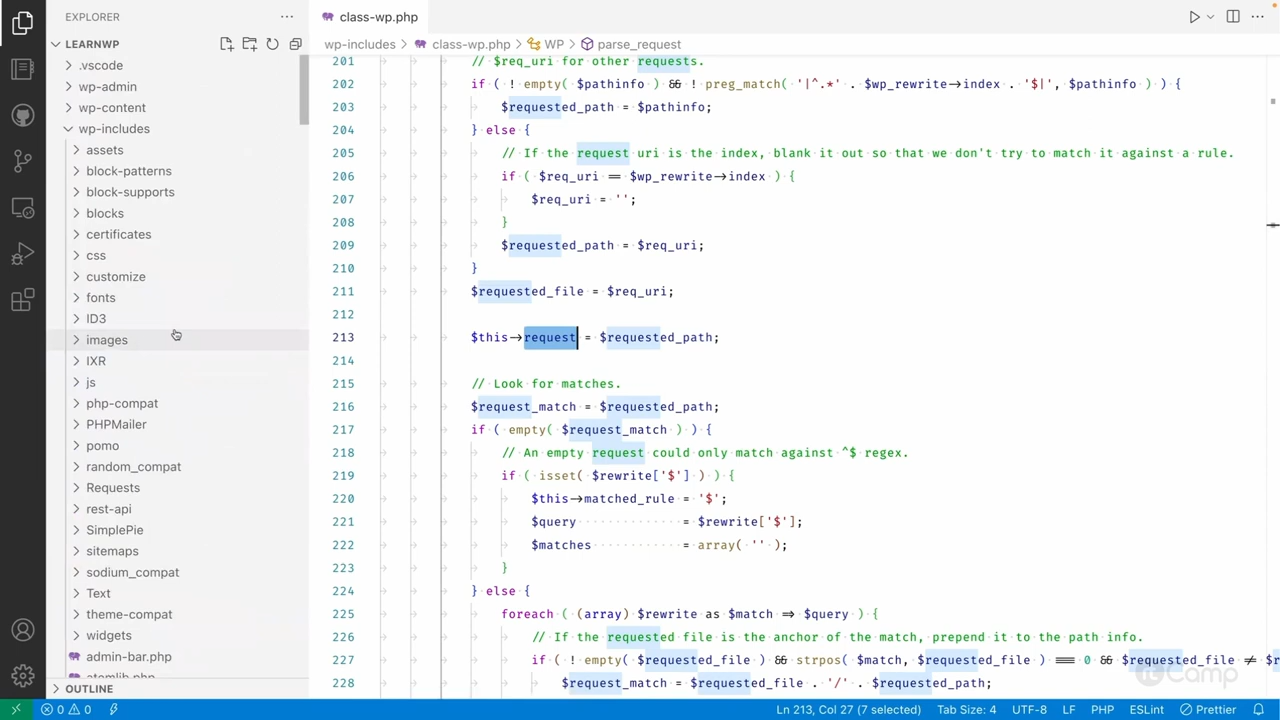 EXPLORER
class-wp.php
LEARNWP
.vscode
wp-admin
wp-content
wp-includes
assets
block-patterns
block-supports
blocks
certificates
css
customize
fonts
ID3
images
IXR
js
php-compat
PHPMailer
pomo
random_compat
Requests
rest-api
SimplePie
sitemaps
sodium_compat
Text
theme-compat
widgets
admin-bar.php
atomlib.php
OUTLINE
wp-includes > class-wp.php > WP > parse_request
201 // $req_uri for other requests.
202 if ( ! empty( $pathinfo ) && ! preg_match( '|^.*' . $wp_rewrite->index . '$|', $pathinfo ) ) {
203 $requested_path = $pathinfo;
204 } else {
205 // If the request uri is the index, blank it out so that we don't try to match it against a rule.
206 if ( $req_uri == $wp_rewrite->index ) {
207 $req_uri = '';
208 }
209 $requested_path = $req_uri;
210 }
211 $requested_file = $req_uri;
212
213 $this->request = $requested_path;
214
215 // Look for matches.
216 $request_match = $requested_path;
217 if ( empty( $request_match ) ) {
218 // An empty request could only match against ^$ regex.
219 if ( isset( $rewrite['$'] ) ) {
220 $this->matched_rule = '$';
221 $query = $rewrite['$'];
222 $matches = array( '' );
223 }
224 } else {
225 foreach ( (array) $rewrite as $match => $query ) {
226 // If the requested file is the anchor of the match, prepend it to the path info.
227 if ( ! empty( $requested_file ) && strpos( $match, $requested_file ) === 0 && $requested_file != $
228 $request_match = $requested_file . '/' . $requested_path;
itCamp
0 0 Ln 213, Col 27 (7 selected) Tab Size: 4 UTF-8 LF PHP ESLint Prettier